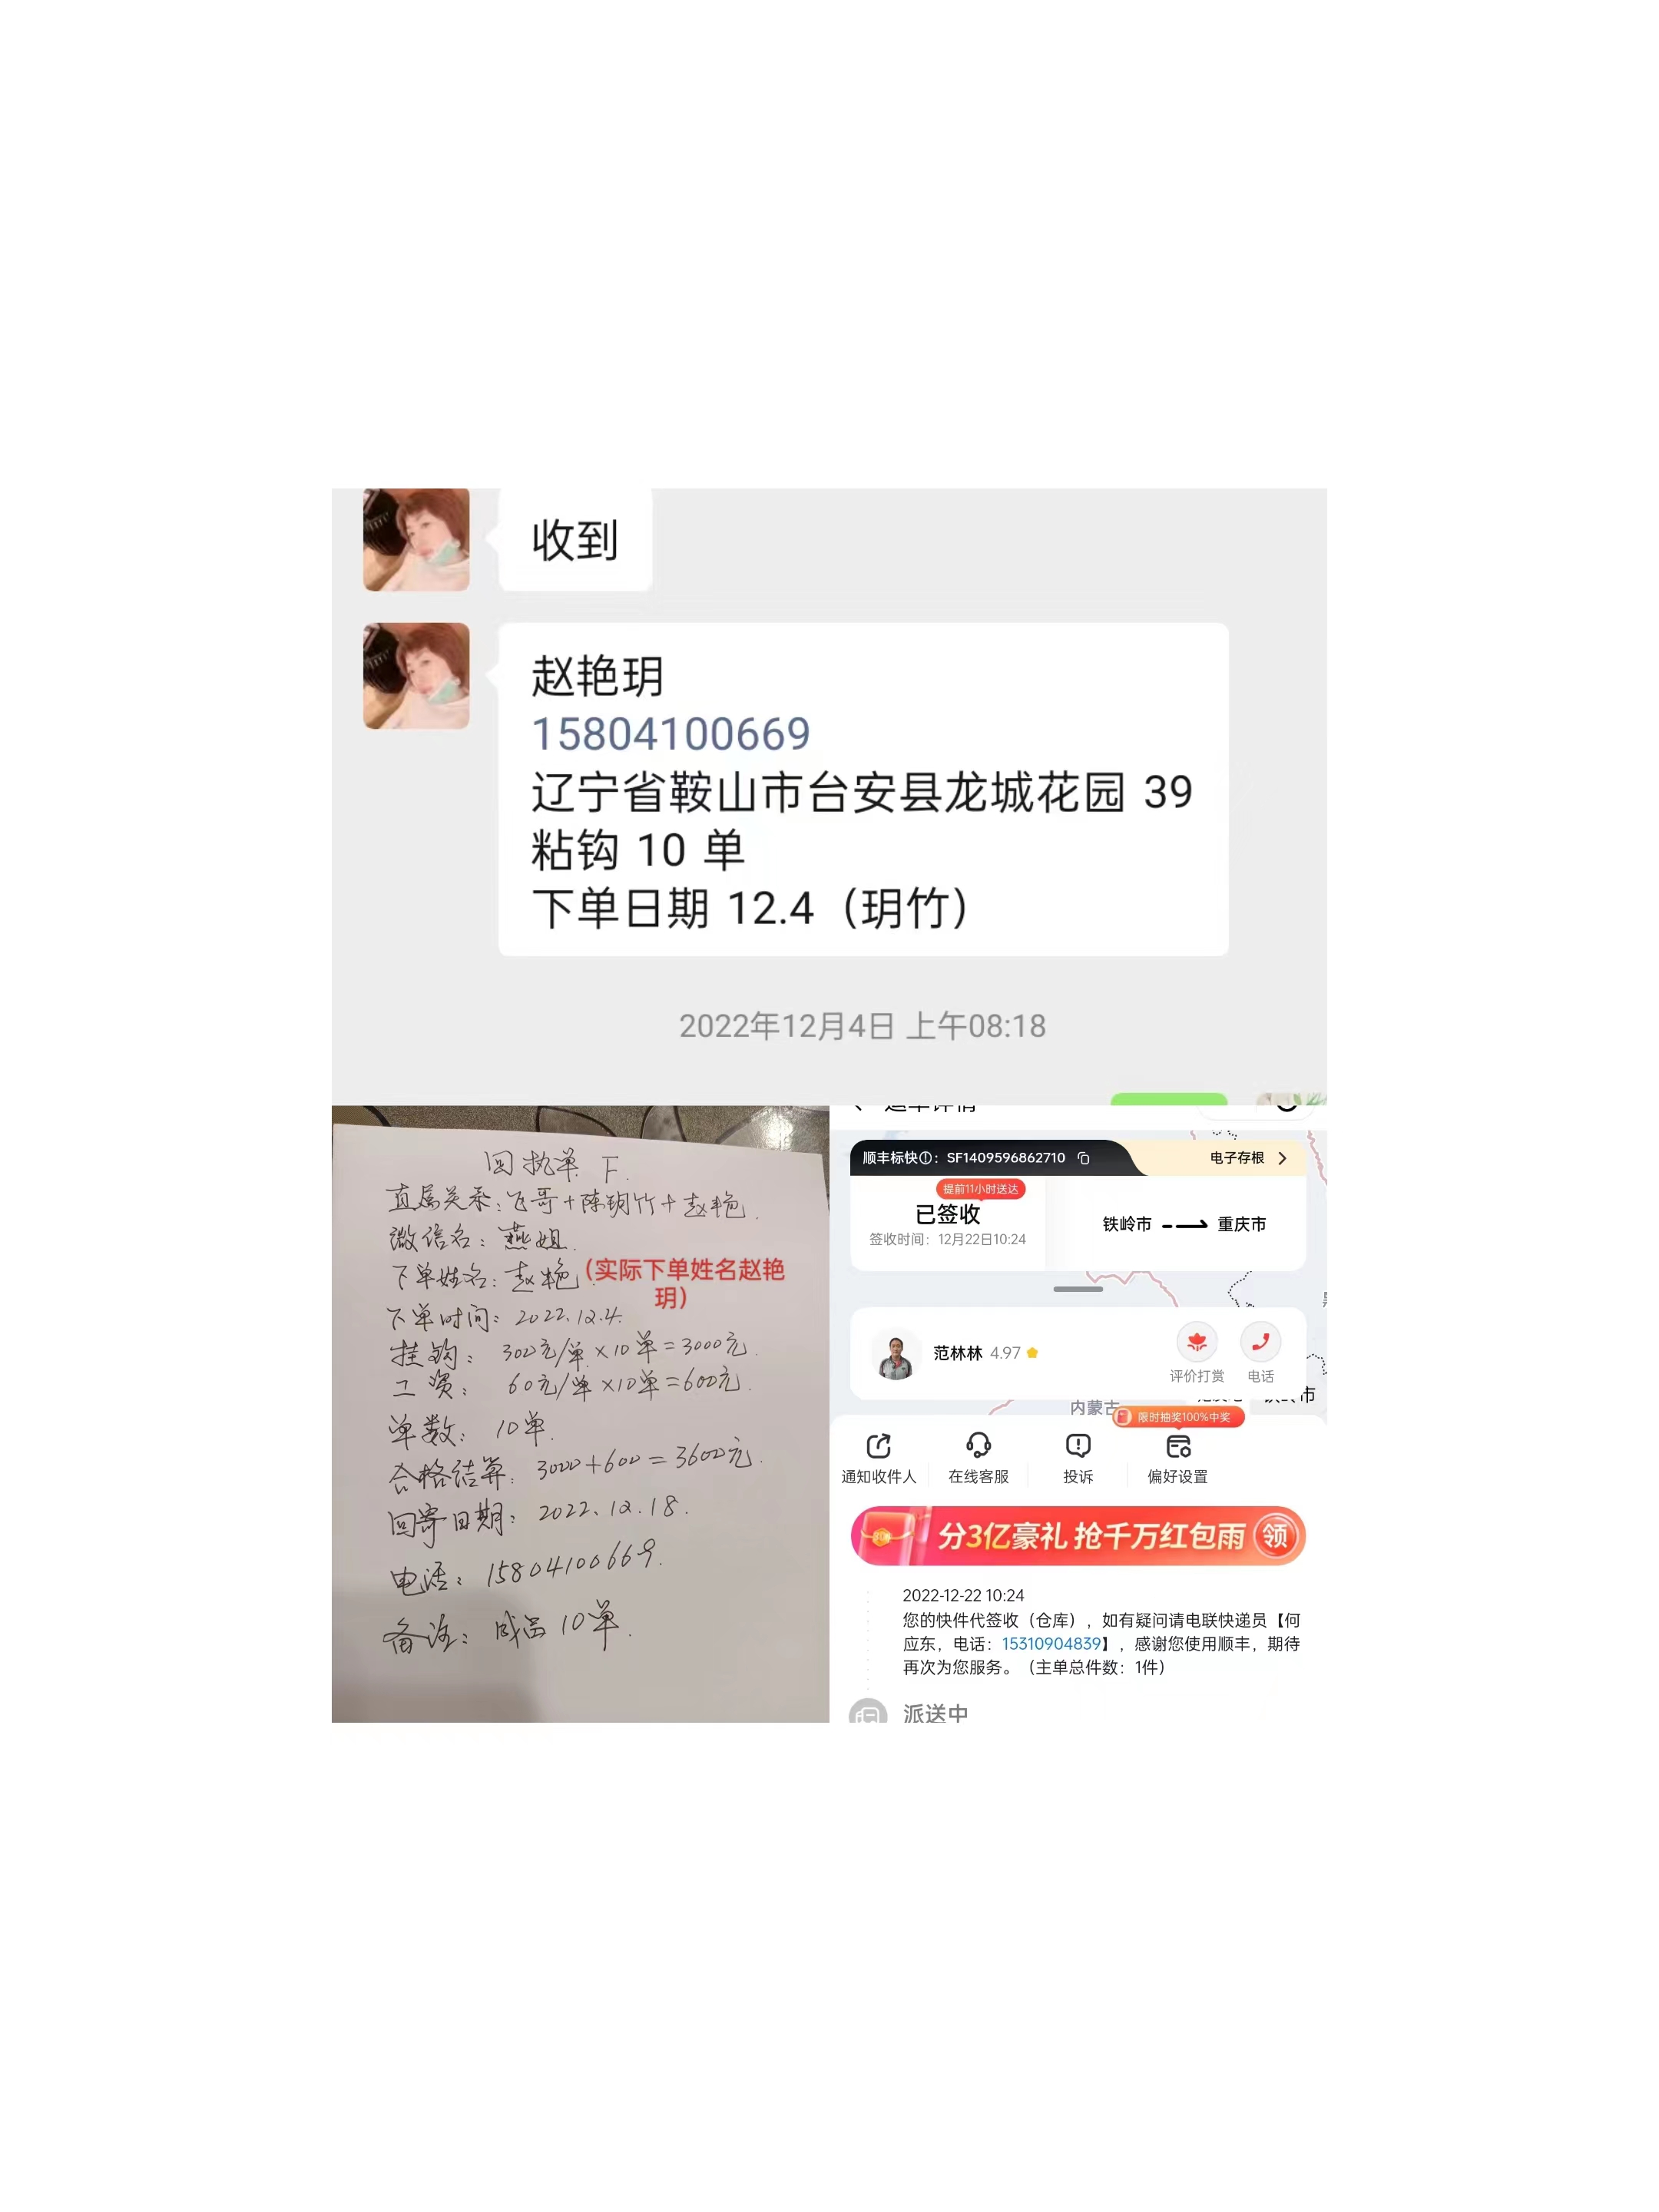 收到
赵艳玥
15804100669
辽宁省鞍山市台安县龙城花园 39
粘钩 10 单
下单日期 12.4（玥竹）
2022年12月4日 上午08:18
回执单 F.
直属关系：飞哥+陈玥竹+赵艳.
微信名：燕姐.
下单姓名：赵艳.
(实际下单姓名赵艳
玥)
下单时间：2022.12.4.
挂钩：300元/单×10单=3000元.
工资：60元/单×10单=600元.
单数：10单.
合格结算：3000+600=3600元.
回寄日期：2022.12.18.
电话：15804100669.
备注：成品10单.
顺丰标快：SF1409596862710
电子存根
提前11小时送达
已签收
签收时间：12月22日10:24
铁岭市
重庆市
范林林 4.97
评价打赏
电话
内蒙古
限时抽奖100%中奖
通知收件人
在线客服
投诉
偏好设置
分3亿豪礼 抢千万红包雨
领
2022-12-22 10:24
您的快件代签收（仓库），如有疑问请电联快递员【何
应东，电话：15310904839】，感谢您使用顺丰，期待
再次为您服务。（主单总件数：1件）
派送中